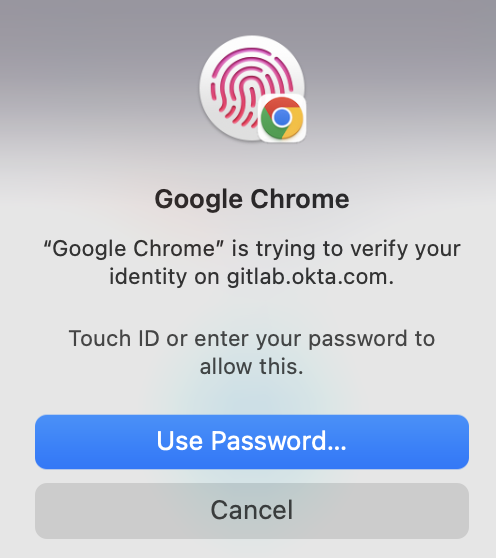 Google Chrome
“Google Chrome” is trying to verify your
identity on gitlab.okta.com.
Touch ID or enter your password to
allow this.
Use Password...
Cancel